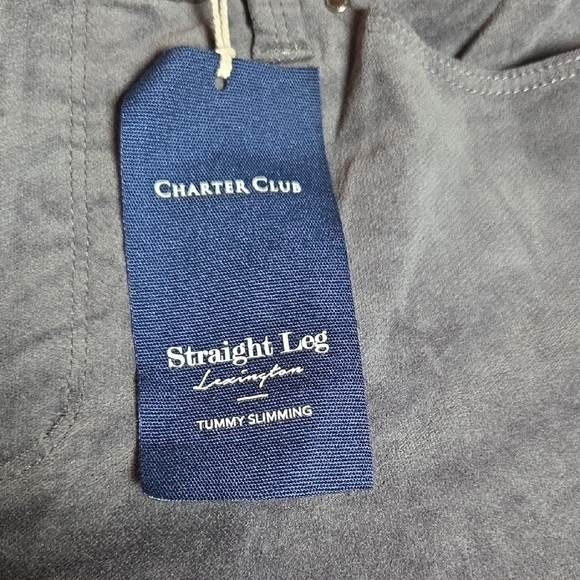 CHARTER CLUB
Straight Leg
Lexington
TUMMY SLIMMING